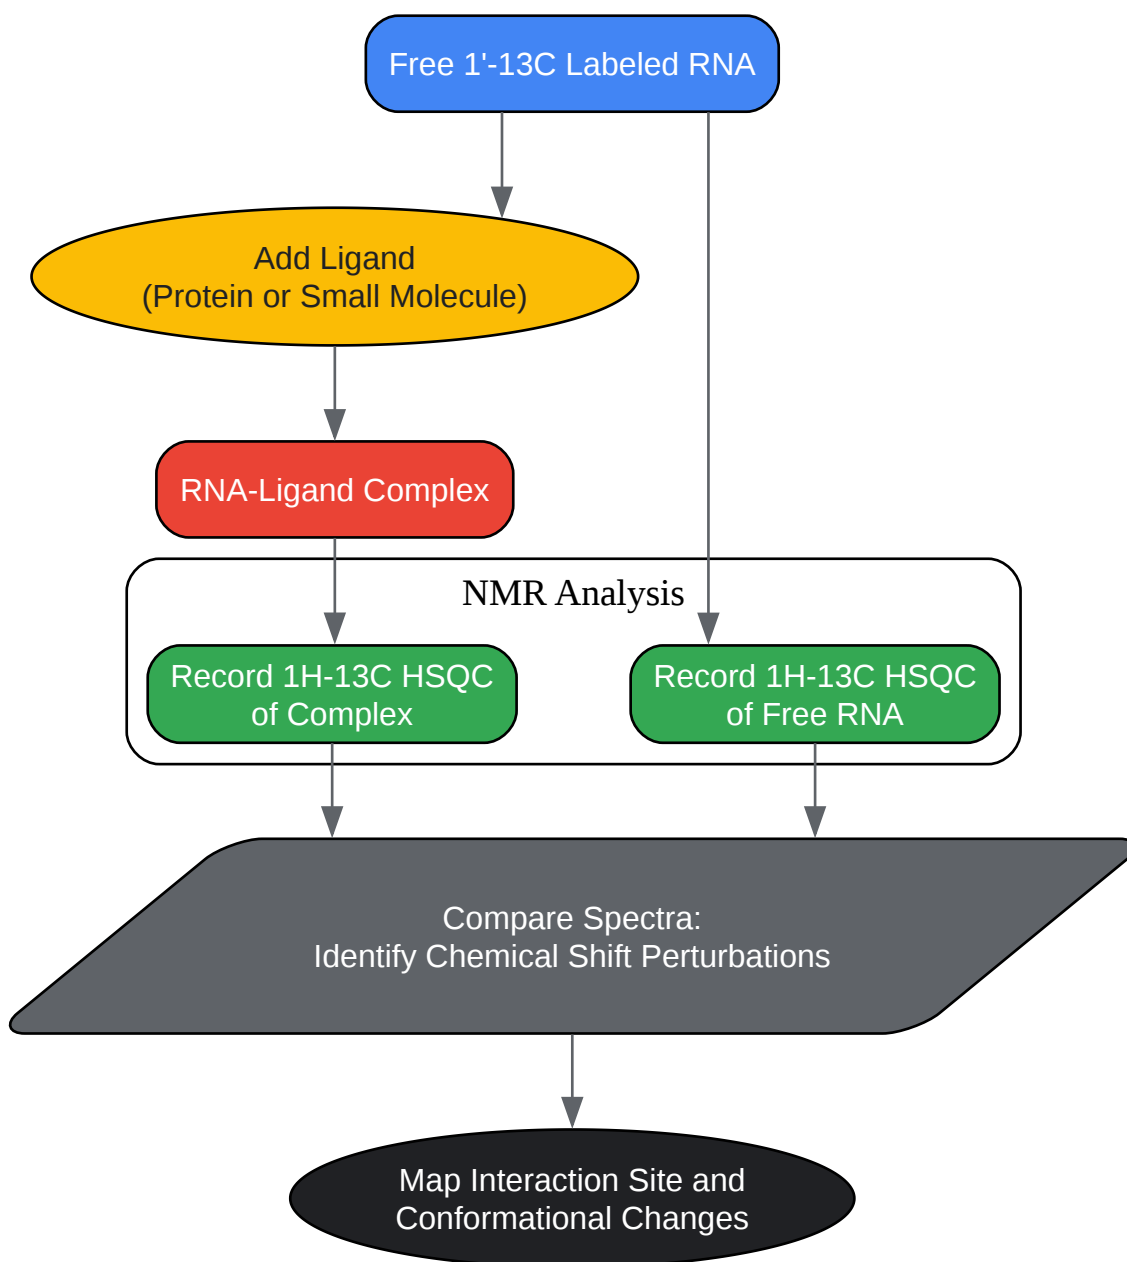 Free 1'-13C Labeled RNA
Add Ligand
(Protein or Small Molecule)
RNA-Ligand Complex
NMR Analysis
Record 1H-13C HSQC
of Complex
Record 1H-13C HSQC
of Free RNA
Compare Spectra:
Identify Chemical Shift Perturbations
Map Interaction Site and
Conformational Changes